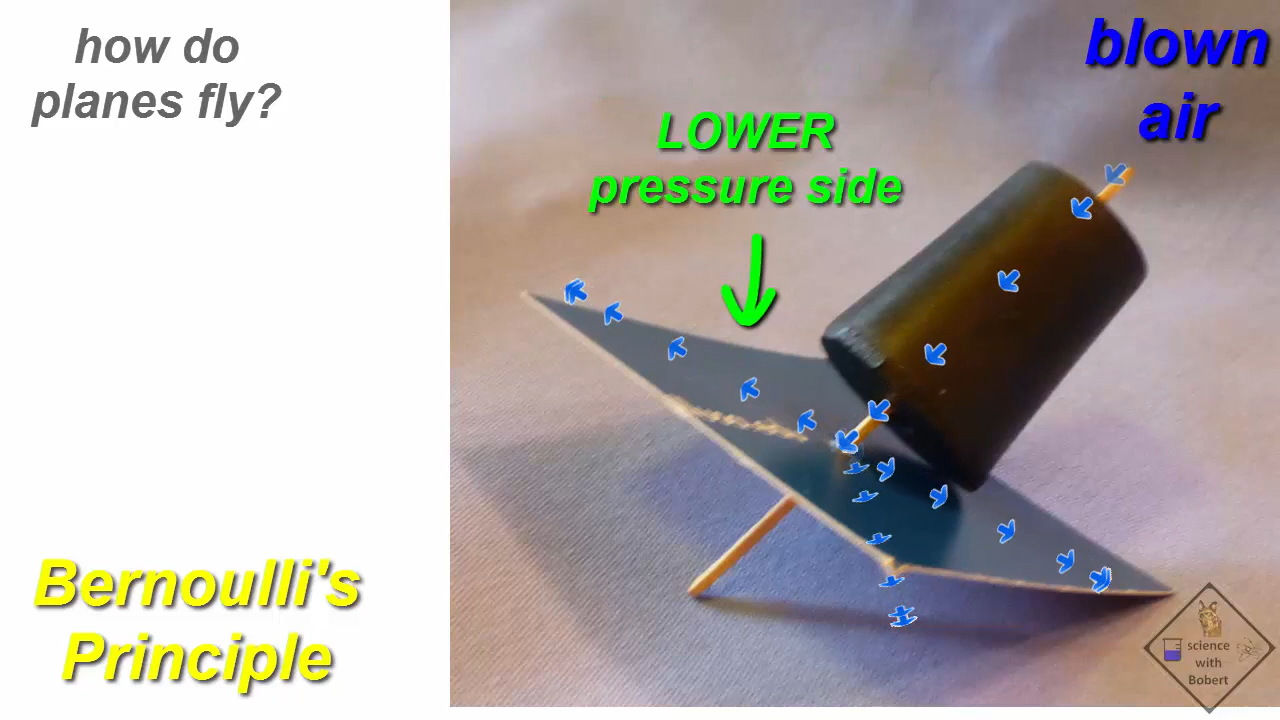 how do
planes fly?
blown
air
LOWER
pressure side
Bernoulli's
Principle
science
with
Bobert